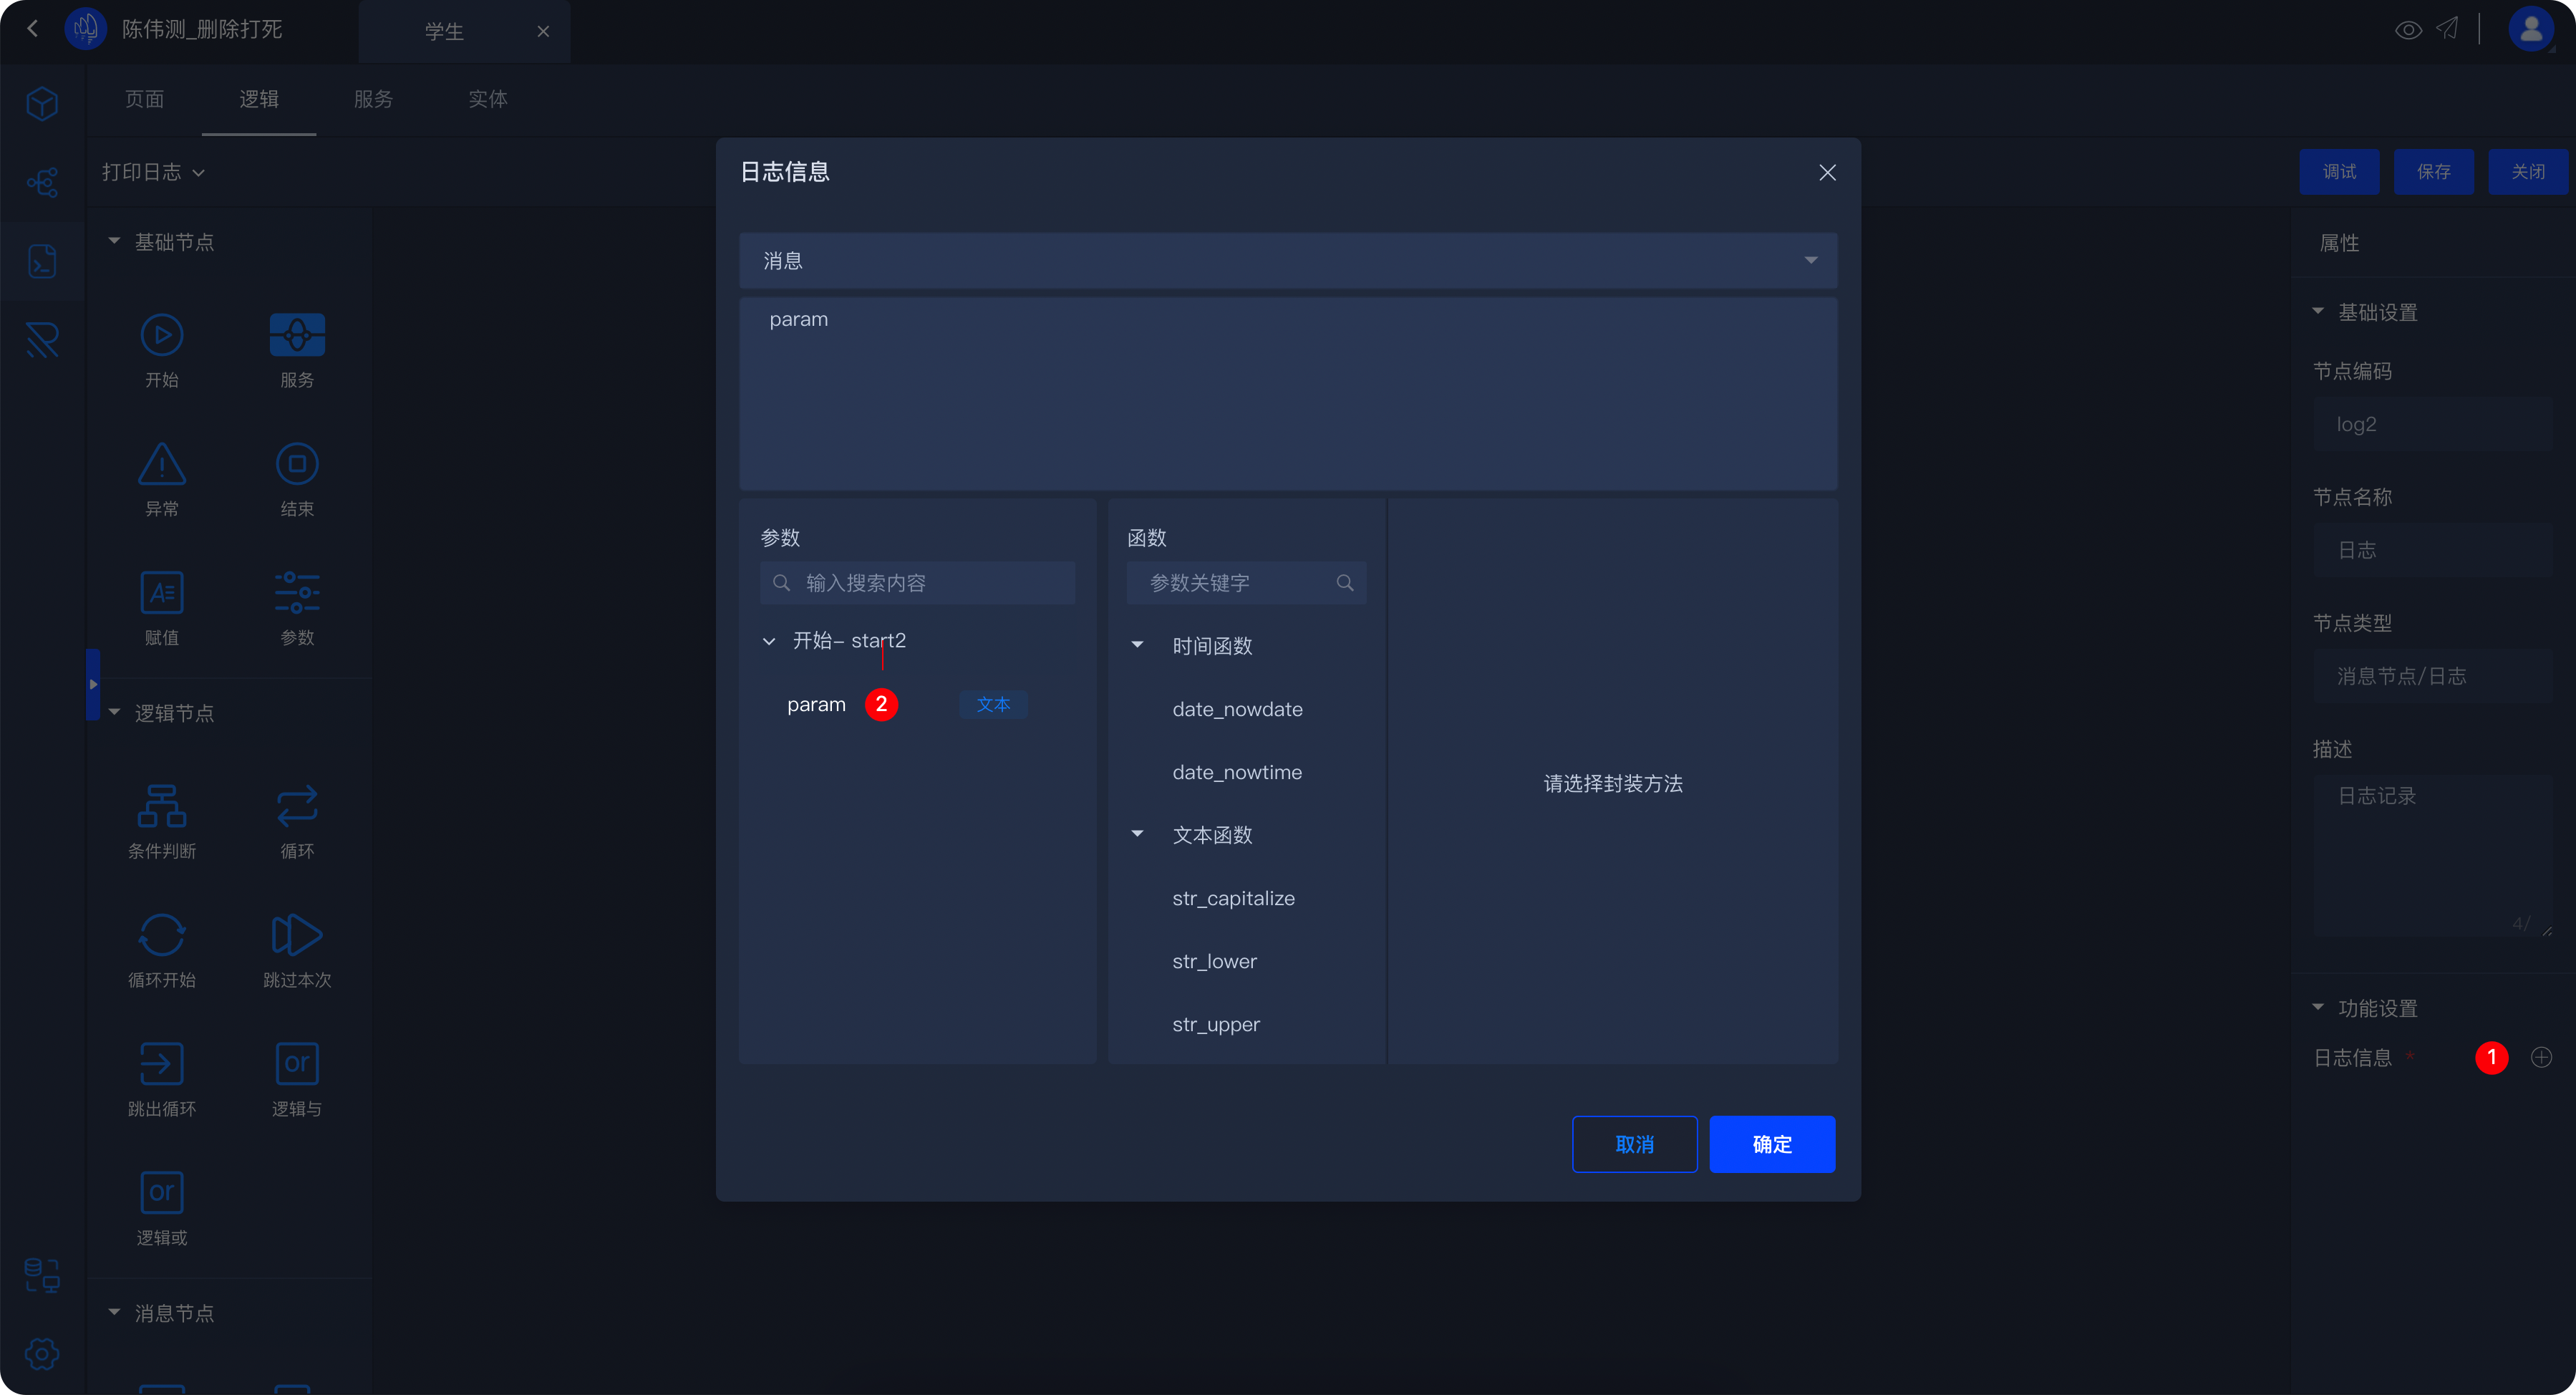 陈伟测_删除打死
学生
页面
逻辑
服务
实体
打印日志
调试
保存
关闭
基础节点
开始
服务
异常
结束
赋值
参数
逻辑节点
条件判断
循环
循环开始
跳过本次
跳出循环
or
逻辑与
or
逻辑或
消息节点
日志信息
消息
param
参数
输入搜索内容
开始- start2
param
2
文本
函数
参数关键字
时间函数
date_nowdate
date_nowtime
文本函数
str_capitalize
str_lower
str_upper
请选择封装方法
取消
确定
属性
基础设置
节点编码
log2
节点名称
日志
节点类型
消息节点/日志
描述
日志记录
4/
功能设置
日志信息 *
1